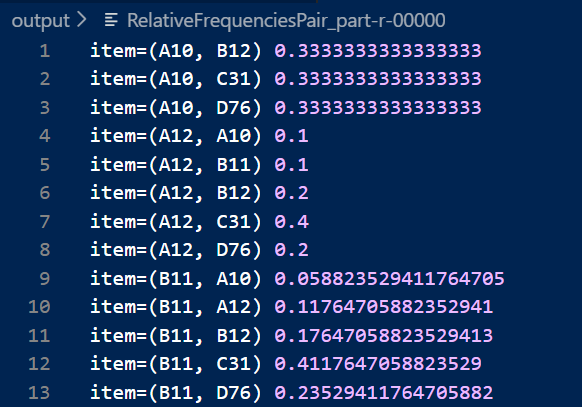 output > RelativeFrequenciesPair_part-r-00000
1 item=(A10, B12) 0.3333333333333333
2 item=(A10, C31) 0.3333333333333333
3 item=(A10, D76) 0.3333333333333333
4 item=(A12, A10) 0.1
5 item=(A12, B11) 0.1
6 item=(A12, B12) 0.2
7 item=(A12, C31) 0.4
8 item=(A12, D76) 0.2
9 item=(B11, A10) 0.058823529411764705
10 item=(B11, A12) 0.11764705882352941
11 item=(B11, B12) 0.17647058823529413
12 item=(B11, C31) 0.4117647058823529
13 item=(B11, D76) 0.23529411764705882